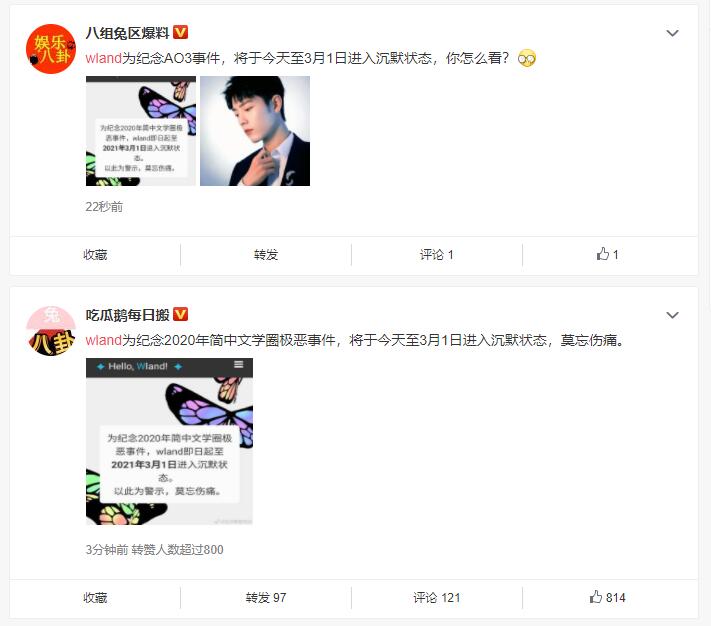 娱乐
八卦
八组兔区爆料
wland为纪念AO3事件，将于今天至3月1日进入沉默状态，你怎么看？
为纪念2020年简中文学圈极
恶事件，wland即日起至
2021年3月1日进入沉默状
态。
以此为警示，莫忘伤痛。
22秒前
收藏 转发 评论 1 1
兔
八卦
吃瓜鹅每日搬
wland为纪念2020年简中文学圈极恶事件，将于今天至3月1日进入沉默状态，莫忘伤痛。
Hello, Wland!
为纪念2020年简中文学圈极
恶事件，wland即日起至
2021年3月1日进入沉默状
态。
以此为警示，莫忘伤痛。
3分钟前 转赞人数超过800
收藏 转发 97 评论 121 814